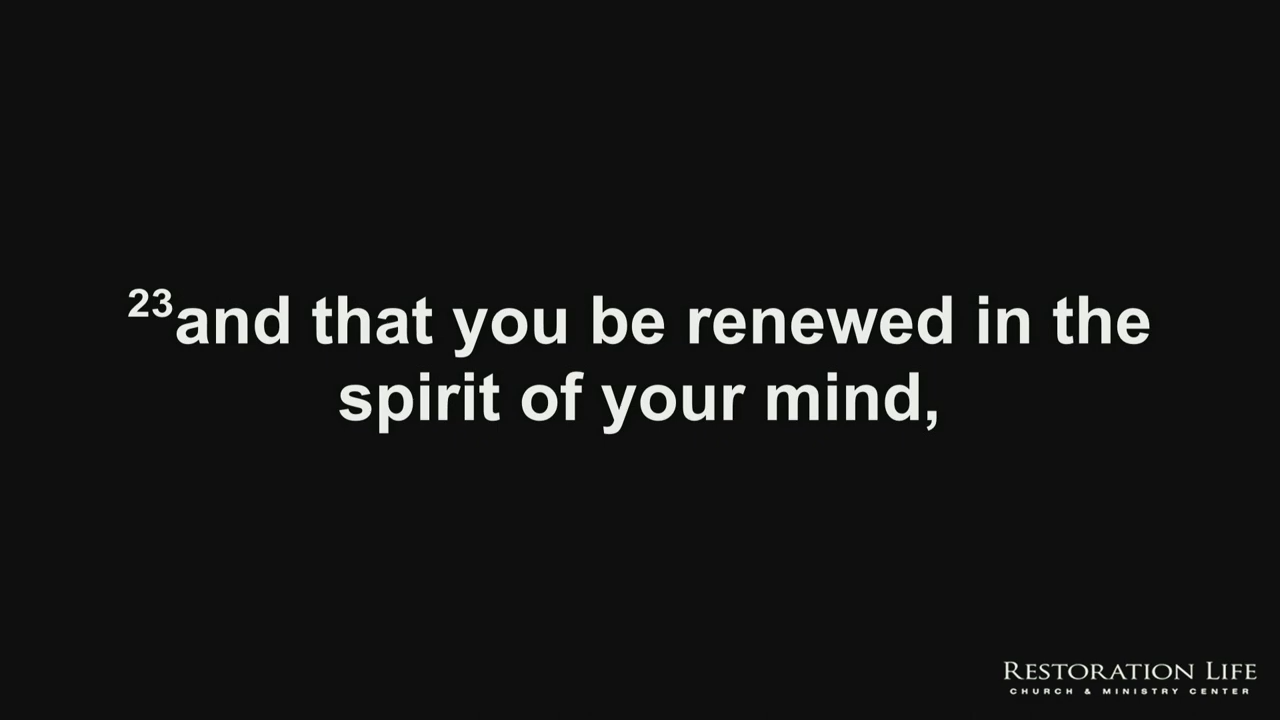 ²³and that you be renewed in the
spirit of your mind,
RESTORATION LIFE
CHURCH & MINISTRY CENTER